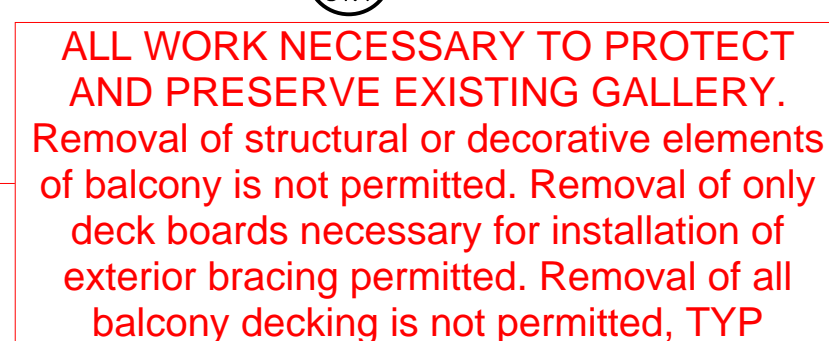 ALL WORK NECESSARY TO PROTECT
AND PRESERVE EXISTING GALLERY.
Removal of structural or decorative elements
of balcony is not permitted. Removal of only
deck boards necessary for installation of
exterior bracing permitted. Removal of all
balcony decking is not permitted, TYP